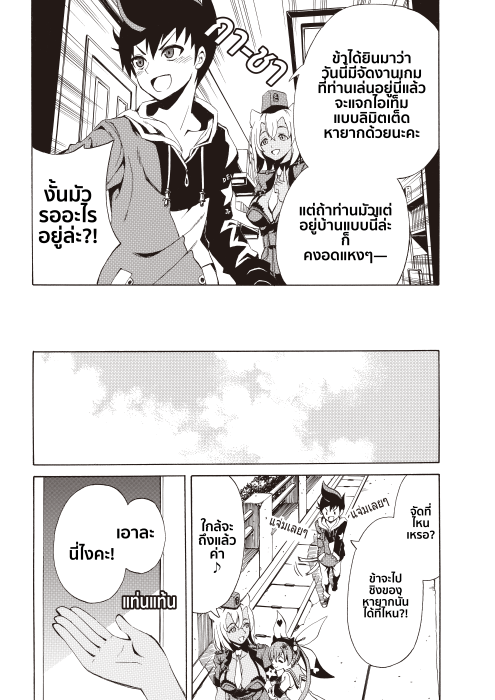 ข้าได้ยินมาว่า
วันนี้มีจัดงานเกม
ที่ท่านเล่นอยู่นี่แล้ว
จะแจกไอเท็ม
แบบลิมิตเต็ด
หายากด้วยนะคะ
กา-ชา
แต่ถ้าท่านมัวแต่
อยู่บ้านแบบนี้ล่ะ
ก็
คงอดแหงๆ—
งั้นมัว
รออะไร
อยู่ล่ะ?!
จัดที่
ไหน
เหรอ?
แจ่มเลยๆ
แจ่มเลยๆ
ข้าจะไป
ชิงของ
หายากนั่น
ได้ที่ไหน?!
ใกล้จะ
ถึงแล้ว
ค่า
♪
เอาละ
นี่ไงคะ!
แท่นแท้น